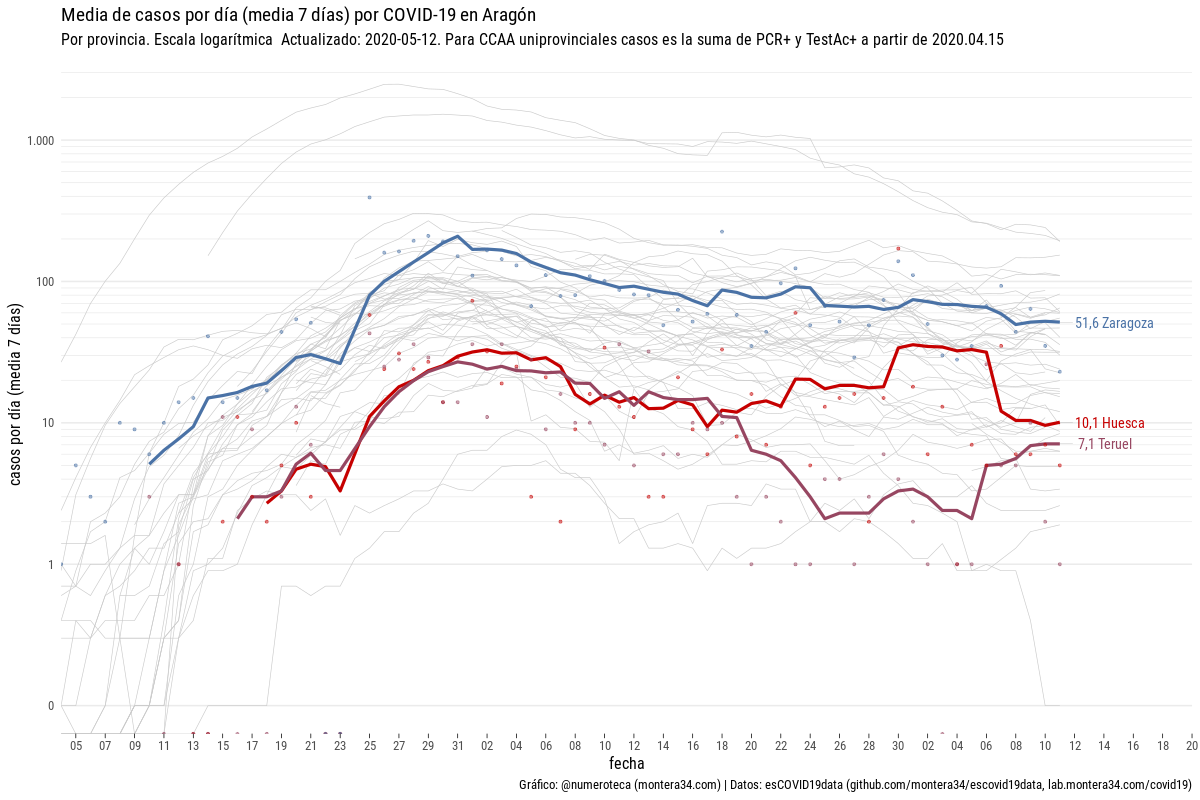 Media de casos por día (media 7 días) por COVID-19 en Aragón
Por provincia. Escala logarítmica  Actualizado: 2020-05-12. Para CCAA uniprovinciales casos es la suma de PCR+ y TestAc+ a partir de 2020.04.15
casos por día (media 7 días)
1.000
100
10
1
0
51,6 Zaragoza
10,1 Huesca
7,1 Teruel
05 07 09 11 13 15 17 19 21 23 25 27 29 31 02 04 06 08 10 12 14 16 18 20 22 24 26 28 30 02 04 06 08 10 12 14 16 18 20
fecha
Gráfico: @numeroteca (montera34.com) | Datos: esCOVID19data (github.com/montera34/escovid19data, lab.montera34.com/covid19)